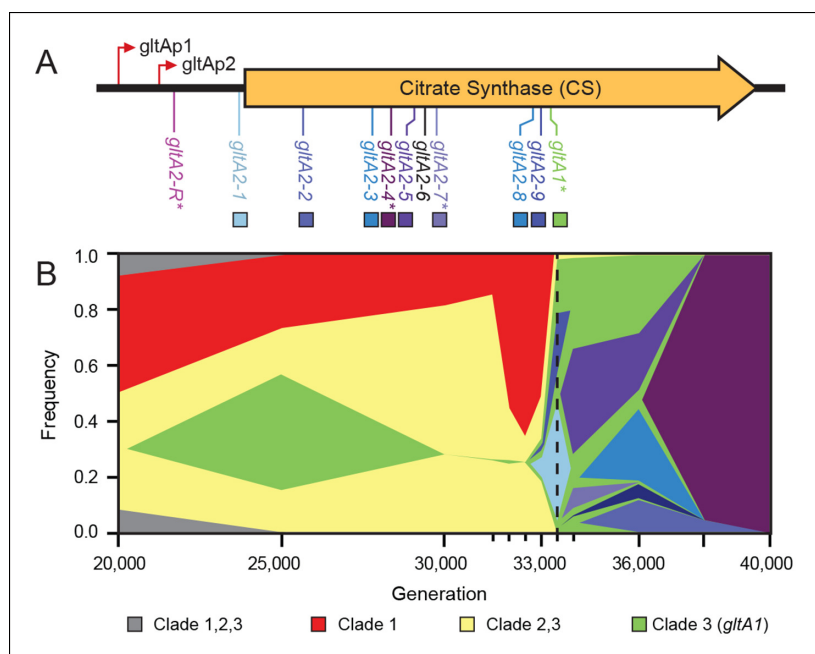 A
gltAp1
gltAp2
Citrate Synthase (CS)
gltA2-R*
gltA2-1
gltA2-2
gltA2-3
gltA2-4*
gltA2-5
gltA2-6
gltA2-7*
gltA2-8
gltA2-9
gltA1*
B
1.0
0.8
0.6
0.4
0.2
0.0
Frequency
20,000 25,000 30,000 33,000 36,000 40,000
Generation
Clade 1,2,3 Clade 1 Clade 2,3 Clade 3 (gltA1)